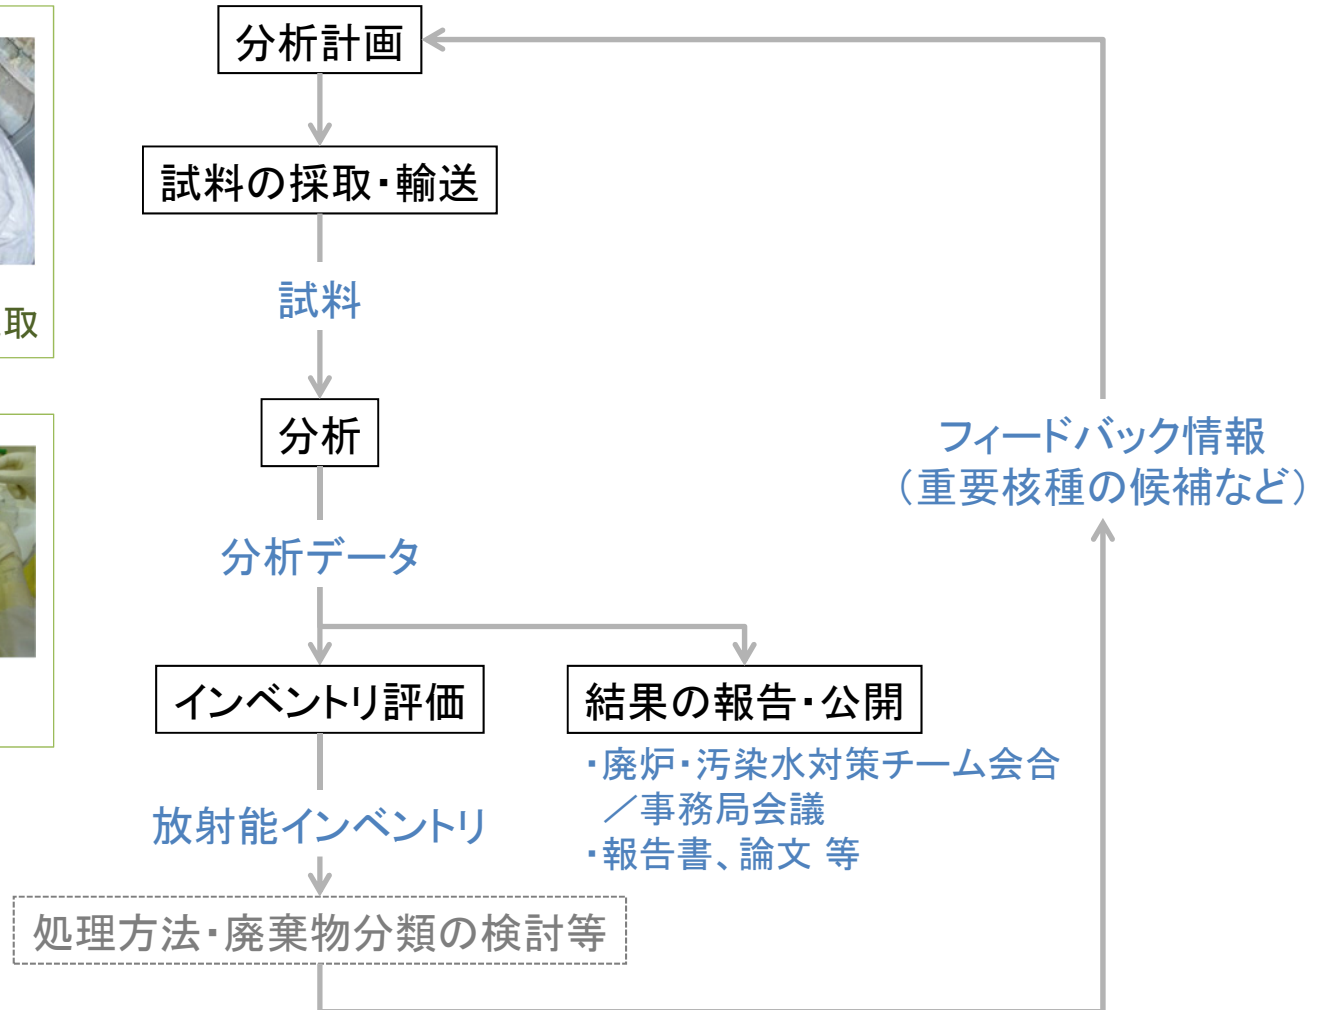 分析計画
試料の採取・輸送
試料
取
分析
フィードバック情報
（重要核種の候補など）
分析データ
インベントリ評価
結果の報告・公開
・廃炉・汚染水対策チーム会合
／事務局会議
・報告書、論文 等
放射能インベントリ
処理方法・廃棄物分類の検討等